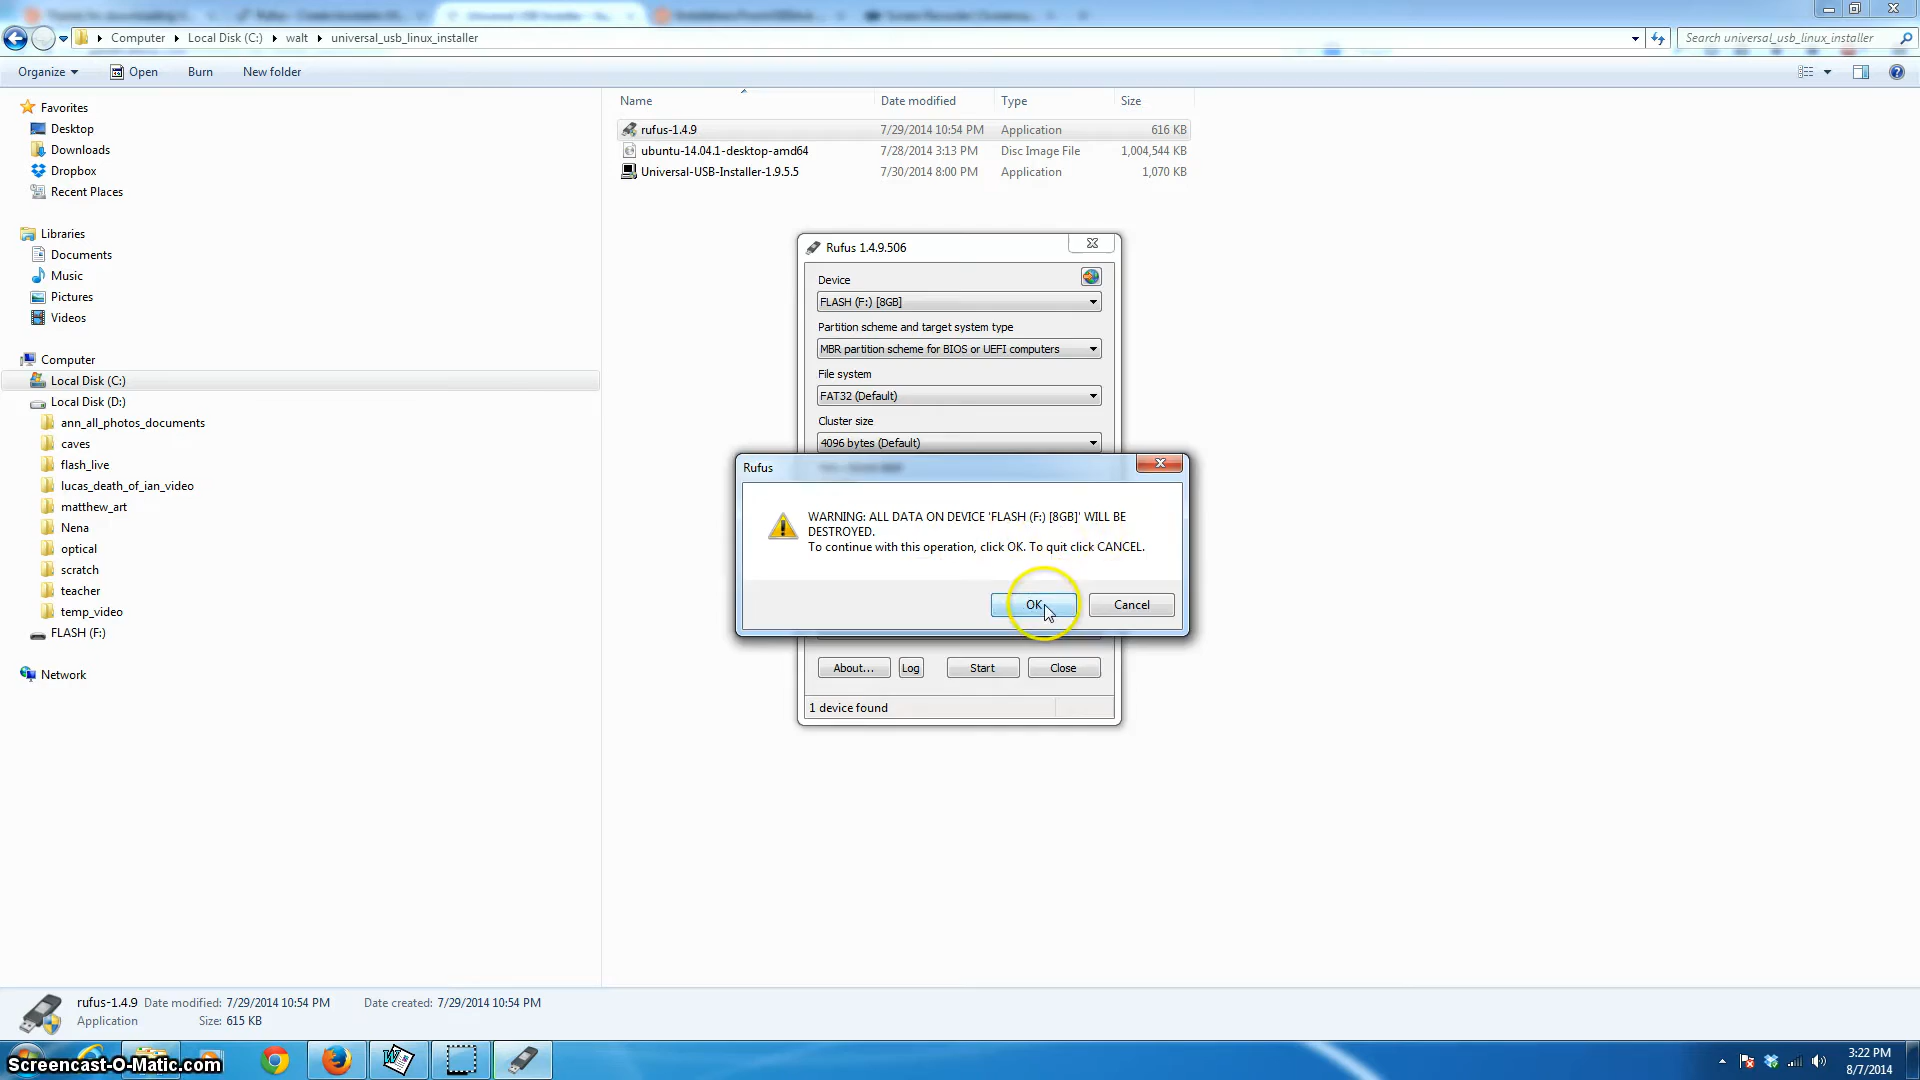 Computer
Local Disk (C:)
walt
universal_usb_linux_installer
Search universal_usb_linux_installer
Organize
Open
Burn
New folder
Favorites
Desktop
Downloads
Dropbox
Recent Places
Libraries
Documents
Music
Pictures
Videos
Computer
Local Disk (C:)
Local Disk (D:)
ann_all_photos_documents
caves
flash_live
lucas_death_of_ian_video
matthew_art
Nena
optical
scratch
teacher
temp_video
FLASH (F:)
Network
Name Date modified Type Size
rufus-1.4.9 7/29/2014 10:54 PM Application 616 KB
ubuntu-14.04.1-desktop-amd64 7/28/2014 3:13 PM Disc Image File 1,004,544 KB
Universal-USB-Installer-1.9.5.5 7/30/2014 8:00 PM Application 1,070 KB
Rufus 1.4.9.506
Device
FLASH (F:) [8GB]
Partition scheme and target system type
MBR partition scheme for BIOS or UEFI computers
File system
FAT32 (Default)
Cluster size
4096 bytes (Default)
Rufus
WARNING: ALL DATA ON DEVICE 'FLASH (F:) [8GB]' WILL BE
DESTROYED.
To continue with this operation, click OK. To quit click CANCEL.
OK
Cancel
About...
Log
Start
Close
1 device found
rufus-1.4.9 Date modified: 7/29/2014 10:54 PM Date created: 7/29/2014 10:54 PM
Application Size: 615 KB
Screencast-O-Matic.com
3:22 PM
8/7/2014